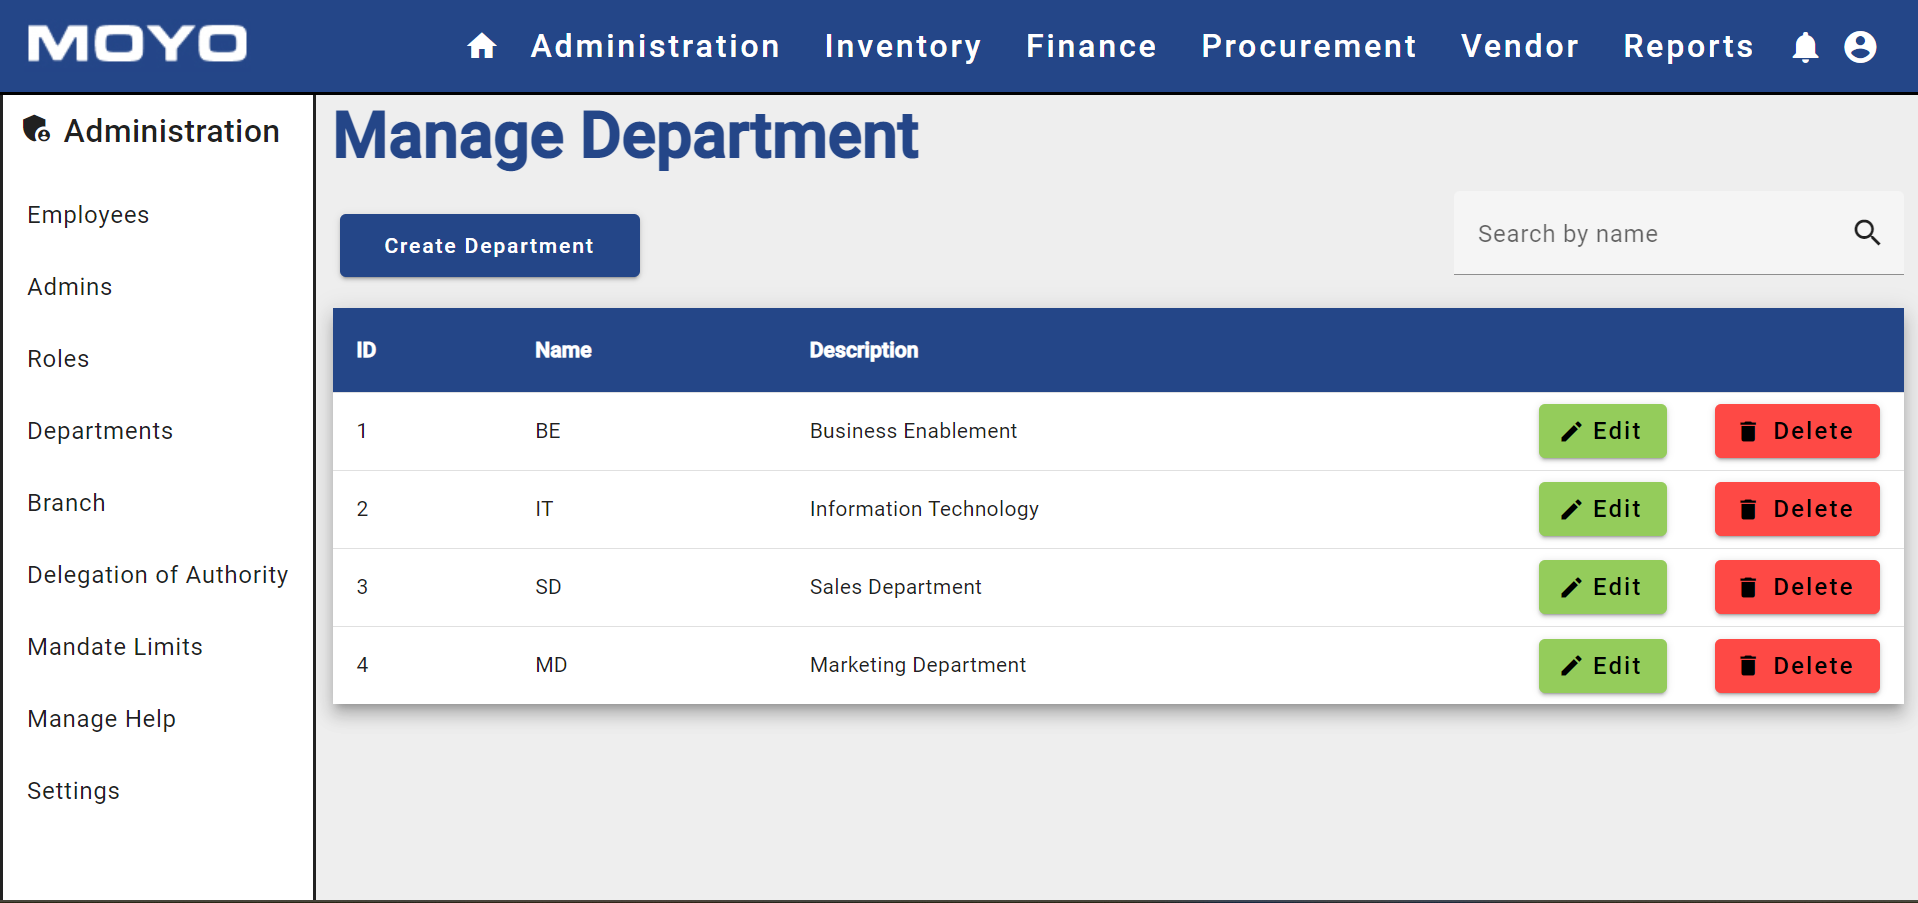 MOYO
Administration Inventory Finance Procurement Vendor Reports
Administration
Employees
Admins
Roles
Departments
Branch
Delegation of Authority
Mandate Limits
Manage Help
Settings
Manage Department
Create Department
Search by name
ID Name Description
1 BE Business Enablement Edit Delete
2 IT Information Technology Edit Delete
3 SD Sales Department Edit Delete
4 MD Marketing Department Edit Delete